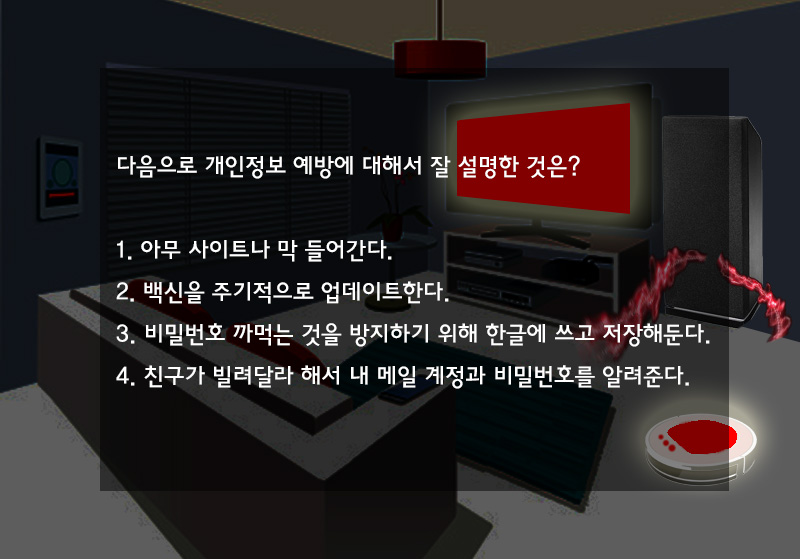 다음으로 개인정보 예방에 대해서 잘 설명한 것은?
1. 아무 사이트나 막 들어간다.
2. 백신을 주기적으로 업데이트한다.
3. 비밀번호 까먹는 것을 방지하기 위해 한글에 쓰고 저장해둔다.
4. 친구가 빌려달라 해서 내 메일 계정과 비밀번호를 알려준다.